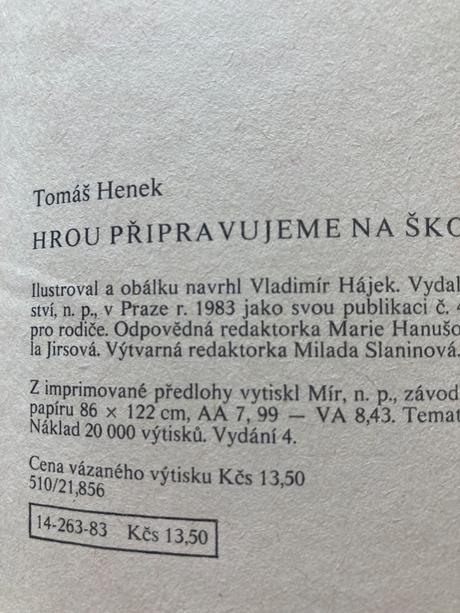 Tomáš Henek
HROU PŘIPRAVUJEME NA ŠKO
Ilustroval a obálku navrhl Vladimír Hájek. Vydal
ství, n. p., v Praze r. 1983 jako svou publikaci č. 4
pro rodiče. Odpovědná redaktorka Marie Hanušo
la Jirsová. Výtvarná redaktorka Milada Slaninová.
Z imprimované předlohy vytiskl Mír, n. p., závod
papíru 86 × 122 cm, AA 7, 99 — VA 8,43. Temat
Náklad 20 000 výtisků. Vydání 4.
Cena vázaného výtisku Kčs 13,50
510/21,856
14-263-83 Kčs 13,50